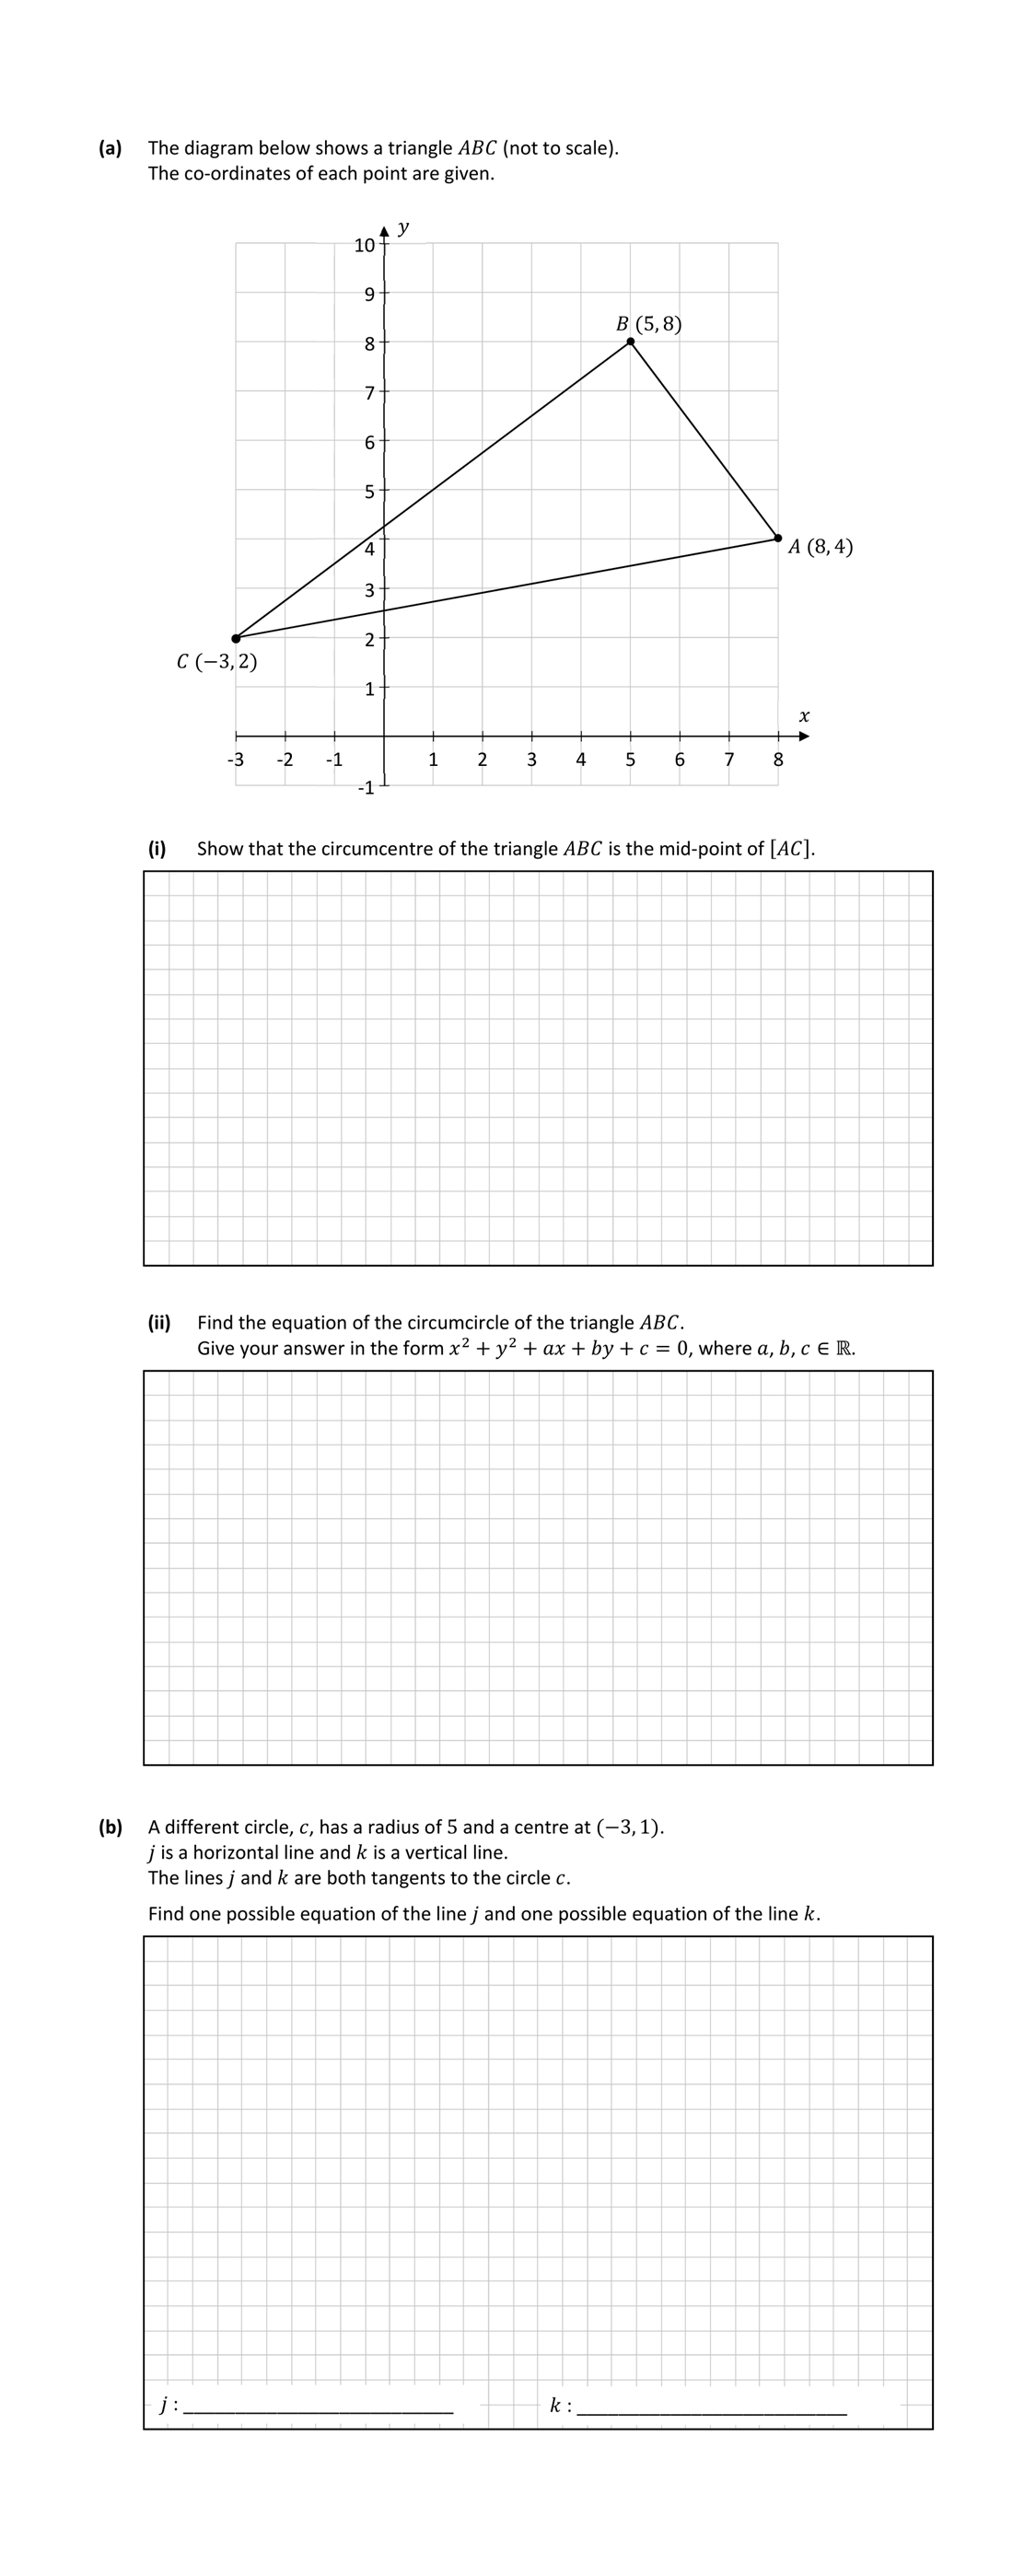 (a) The diagram below shows a triangle ABC (not to scale).
The co-ordinates of each point are given.
y
10
9
B (5, 8)
8
7
6
5
4
A (8, 4)
3
2
C (−3, 2)
1
x
-3 -2 -1 1 2 3 4 5 6 7 8
-1
(i) Show that the circumcentre of the triangle ABC is the mid-point of [AC].
(ii) Find the equation of the circumcircle of the triangle ABC.
Give your answer in the form x² + y² + ax + by + c = 0, where a, b, c ∈ ℝ.
(b) A different circle, c, has a radius of 5 and a centre at (−3, 1).
j is a horizontal line and k is a vertical line.
The lines j and k are both tangents to the circle c.
Find one possible equation of the line j and one possible equation of the line k.
j : ____________________ k : ____________________